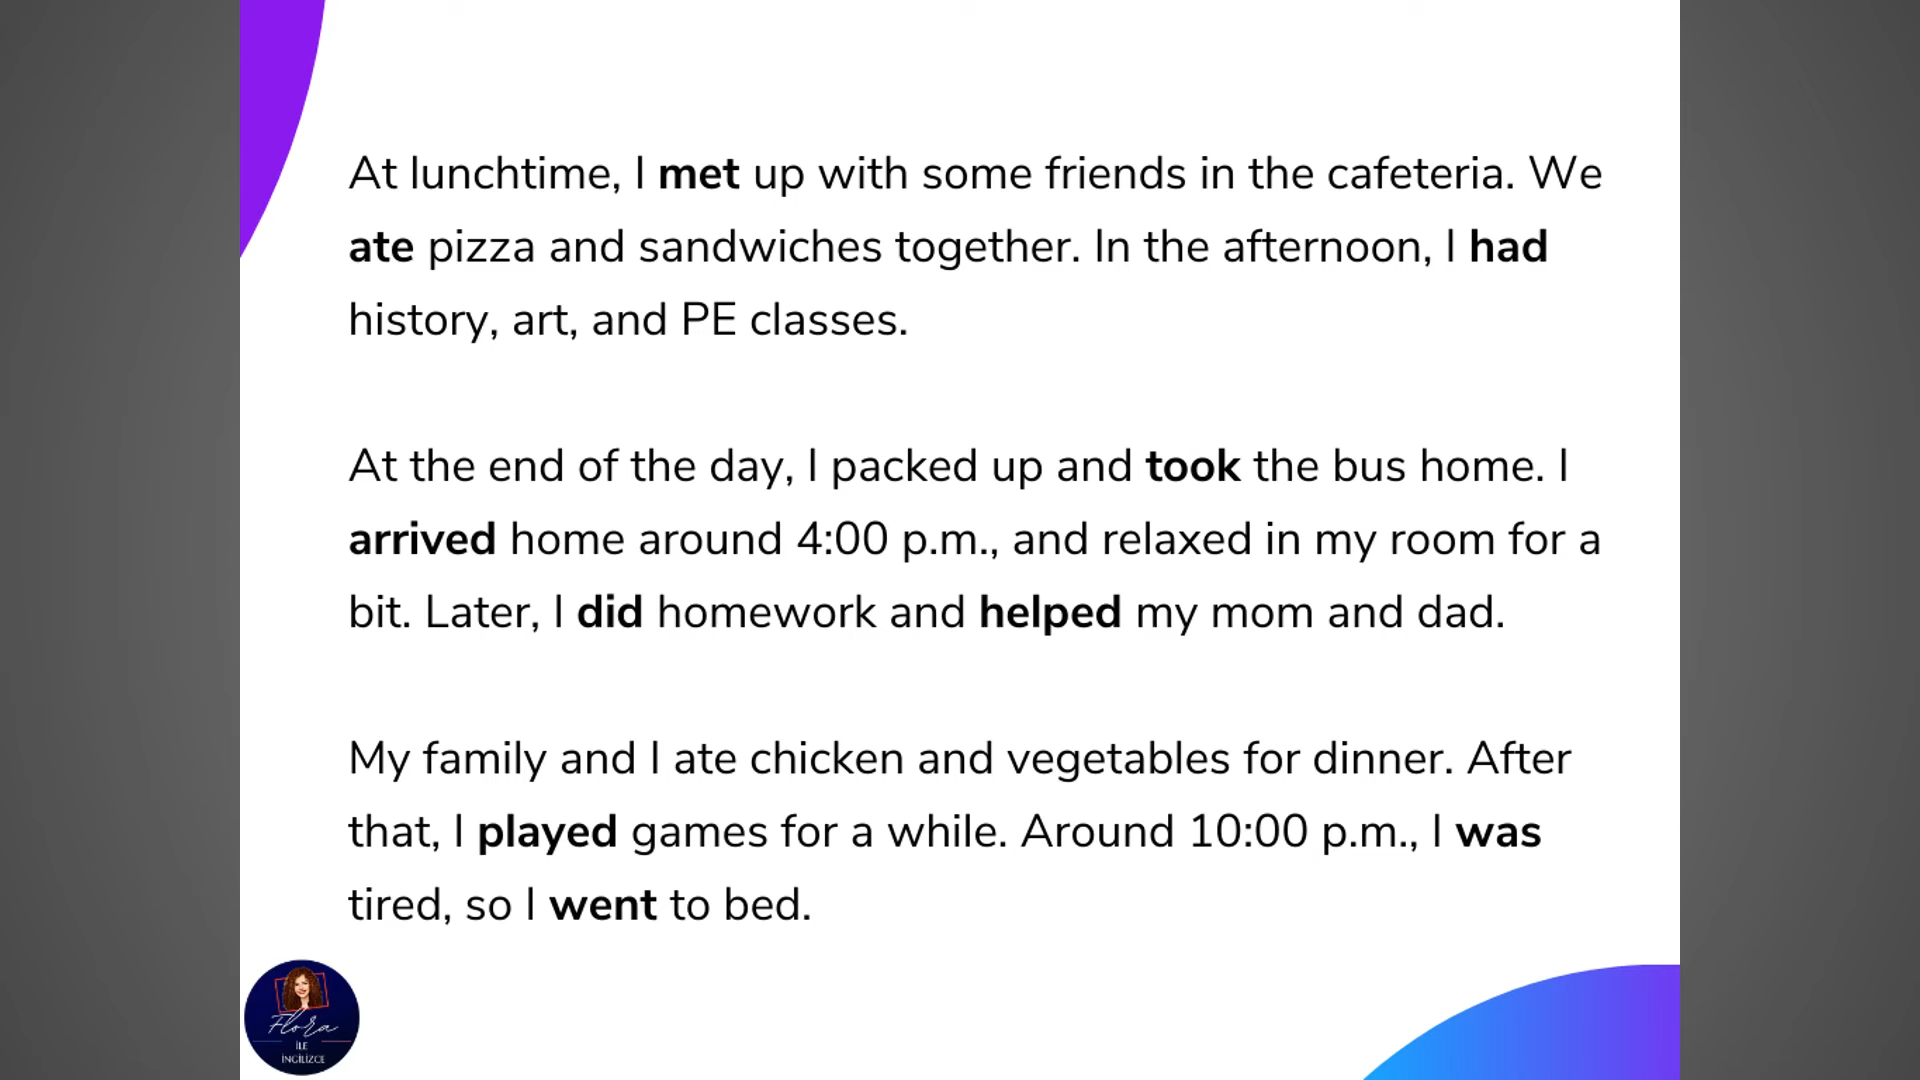 At lunchtime, I met up with some friends in the cafeteria. We
ate pizza and sandwiches together. In the afternoon, I had
history, art, and PE classes.
At the end of the day, I packed up and took the bus home. I
arrived home around 4:00 p.m., and relaxed in my room for a
bit. Later, I did homework and helped my mom and dad.
My family and I ate chicken and vegetables for dinner. After
that, I played games for a while. Around 10:00 p.m., I was
tired, so I went to bed.
Flora
İLE
İNGİLİZCE